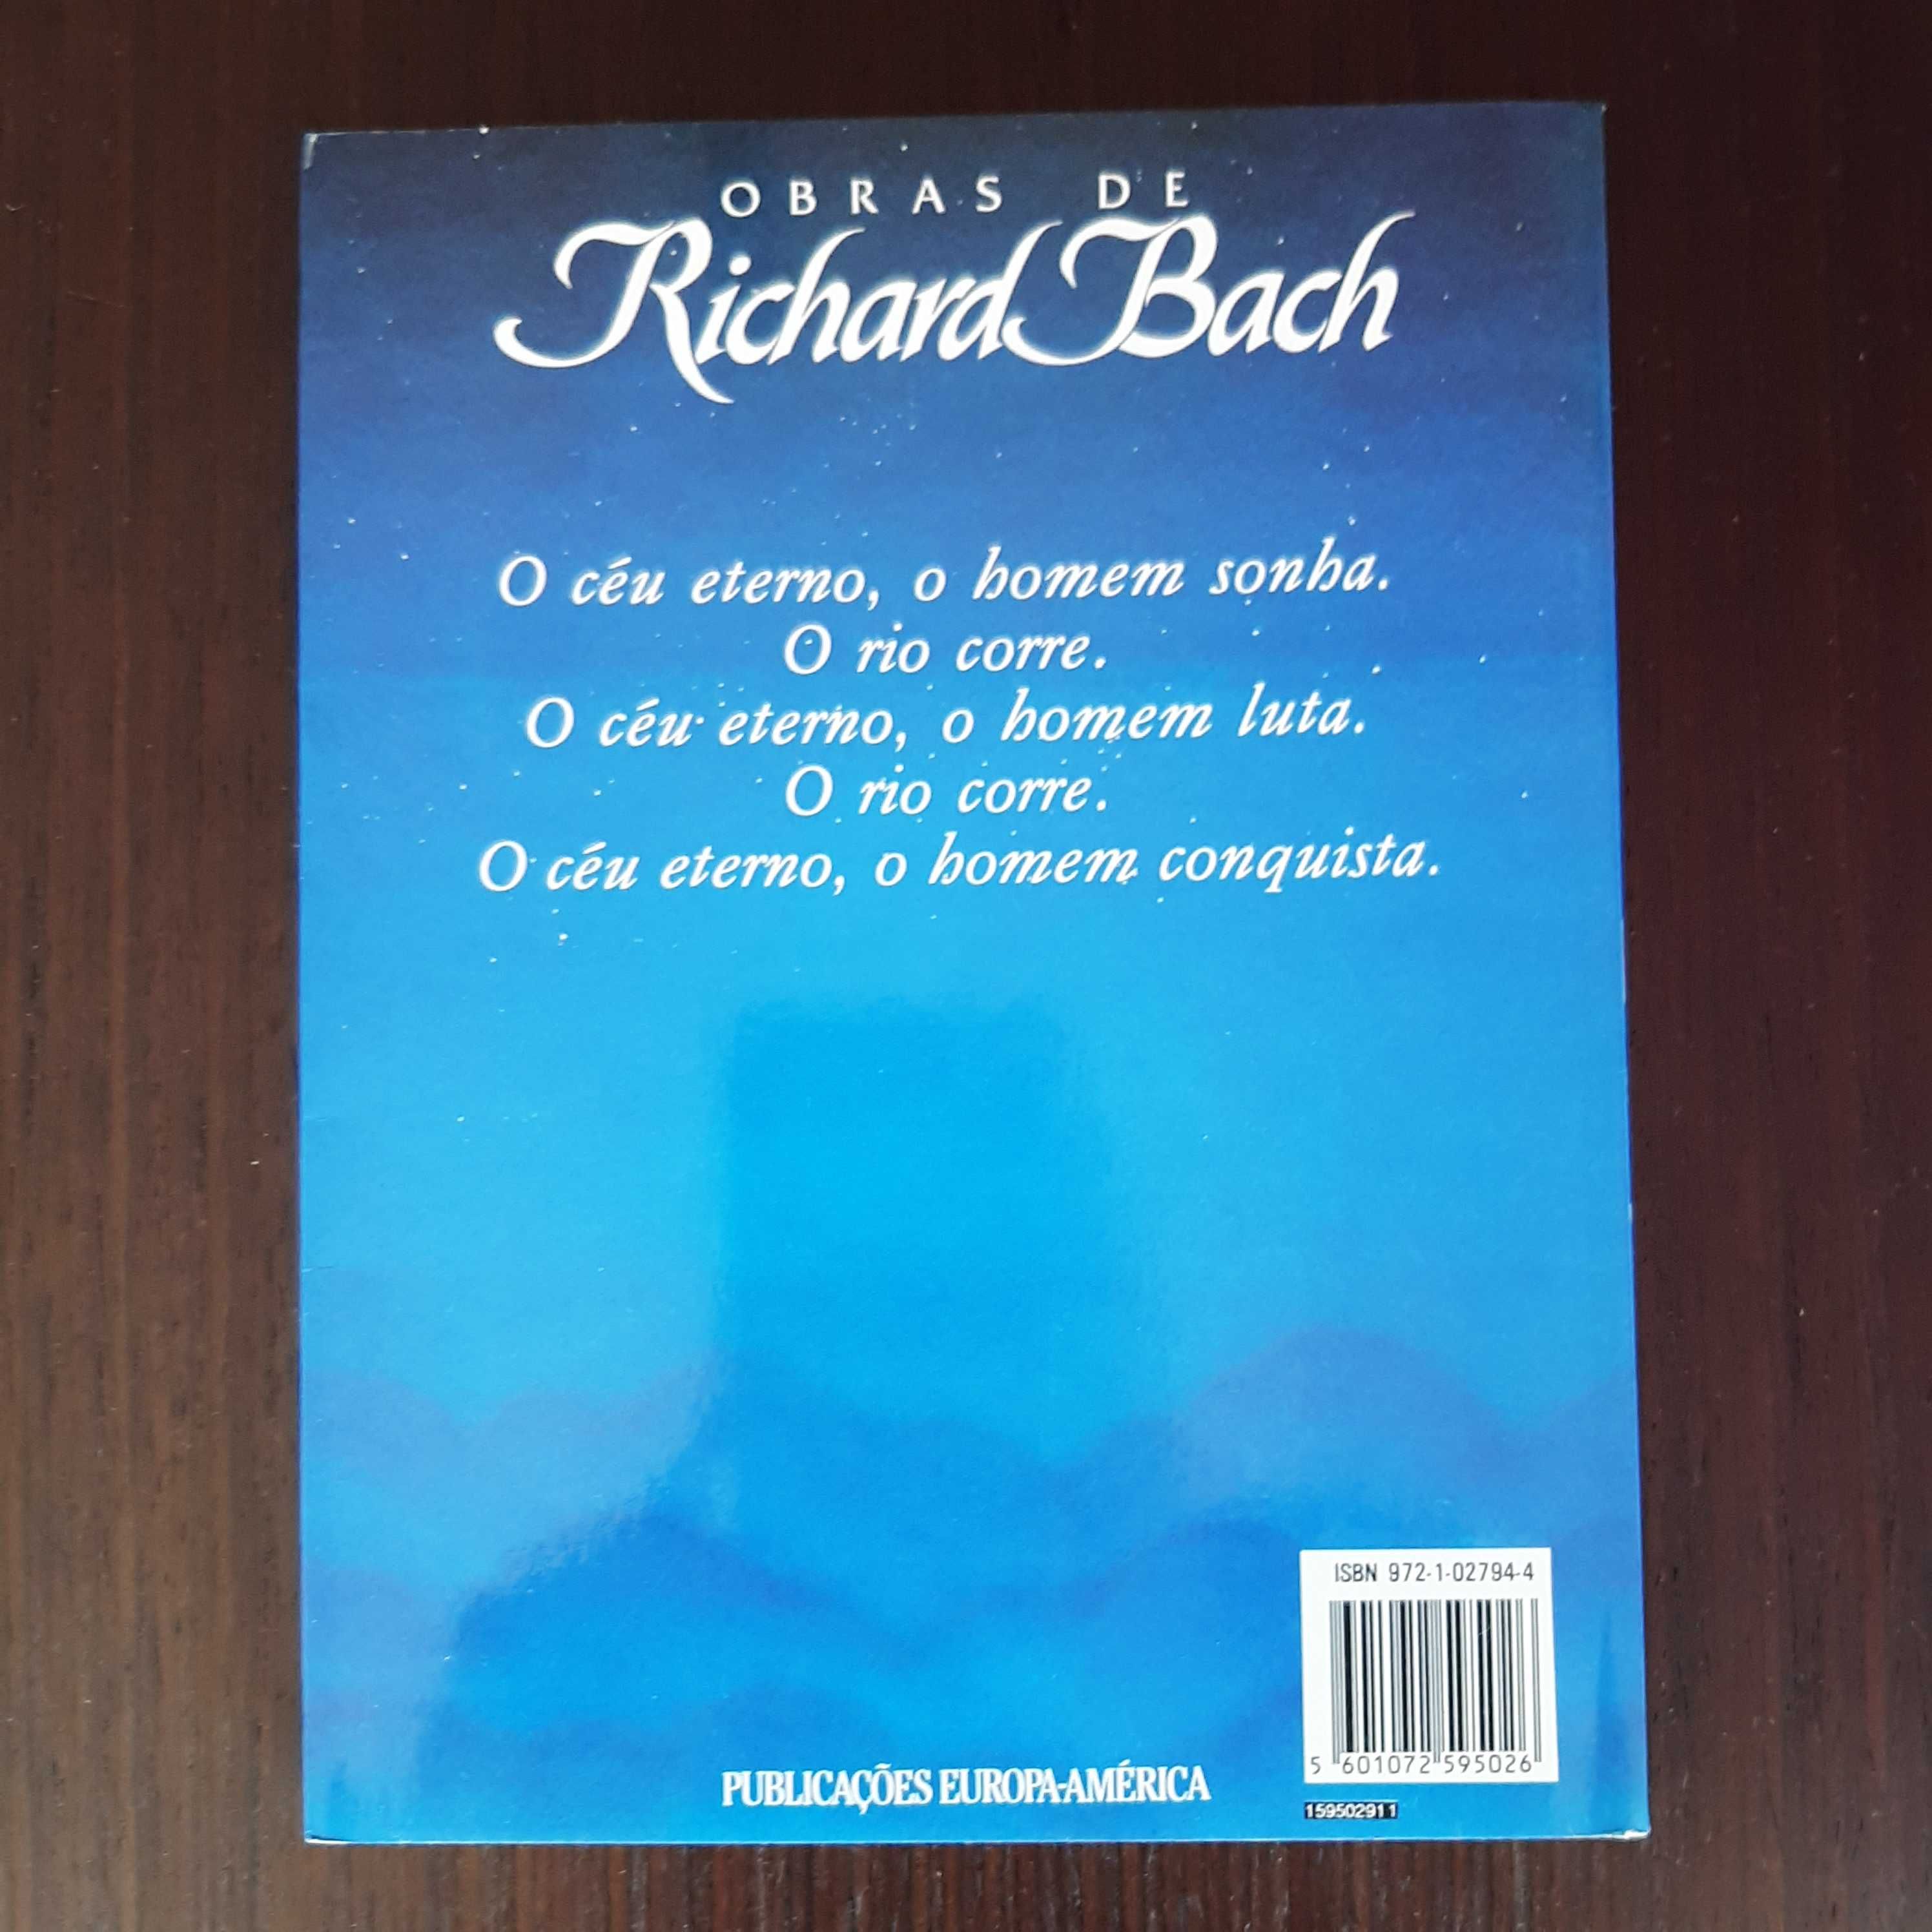 OBRAS DE
Richard Bach
O céu eterno, o homem sonha.
O rio corre.
O céu eterno, o homem luta.
O rio corre.
O céu eterno, o homem conquista.
ISBN 972-1-02794-4
5 601072 595026
PUBLICAÇÕES EUROPA-AMÉRICA
159502911